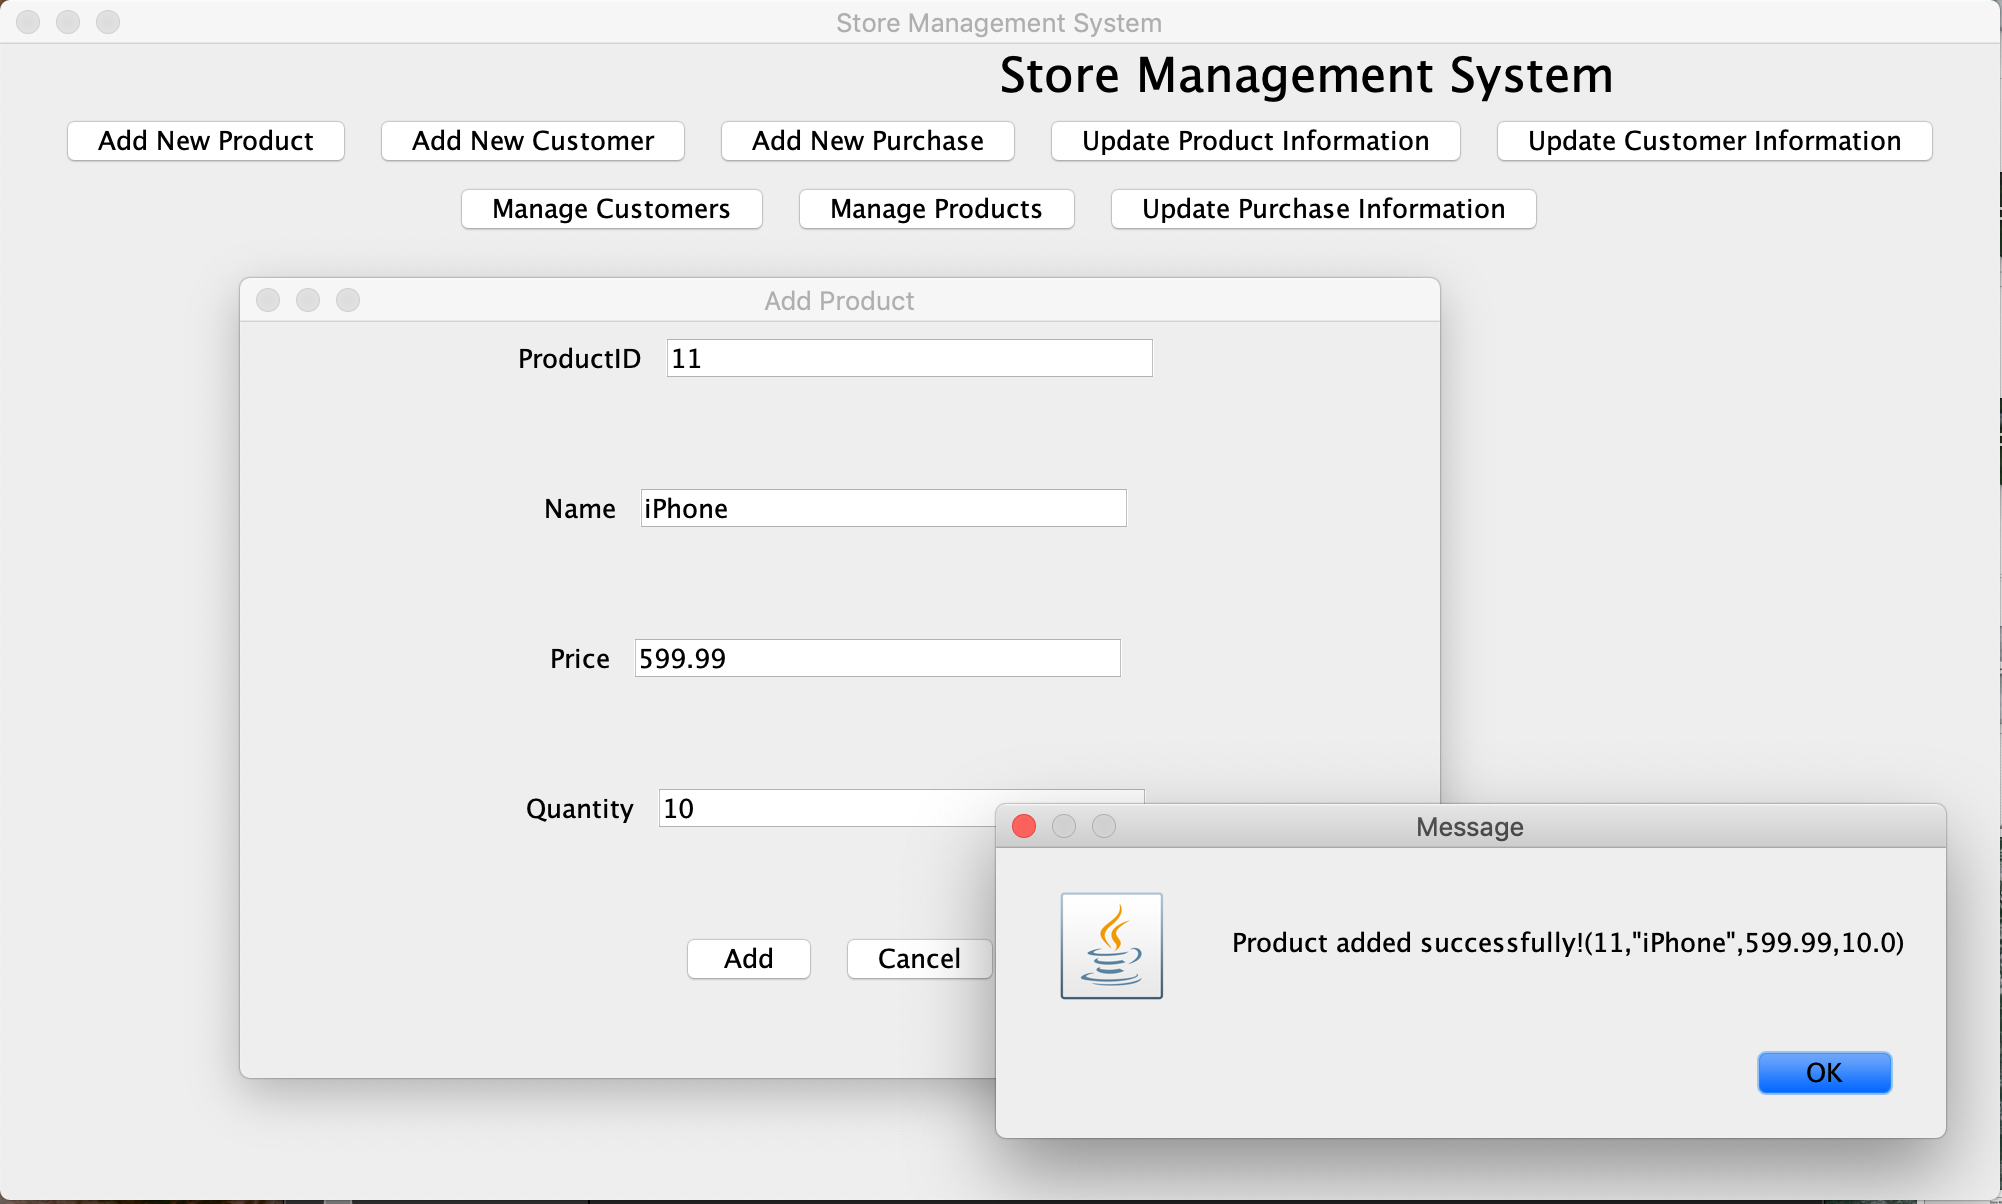 Store Management System
Store Management System
Add New Product Add New Customer Add New Purchase Update Product Information Update Customer Information
Manage Customers Manage Products Update Purchase Information
Add Product
ProductID 11
Name iPhone
Price 599.99
Quantity 10
Add Cancel
Message
Product added successfully!(11,"iPhone",599.99,10.0)
OK